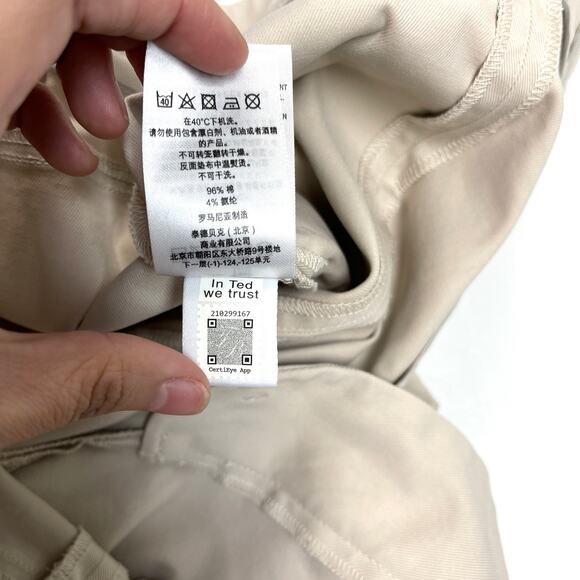 40
在40°C下机洗。
请勿使用包含漂白剂、机油或者酒精
的产品。
不可转笼翻转干燥。
反面染布中温熨烫。
不可干洗。
96% 棉
4% 氨纶
罗马尼亚制造
泰德贝克（北京）
商业有限公司
北京市朝阳区东大桥路9号楼地
下一层(-1)-124,-125单元
In Ted
we trust
210299167
CertiEye App
NT